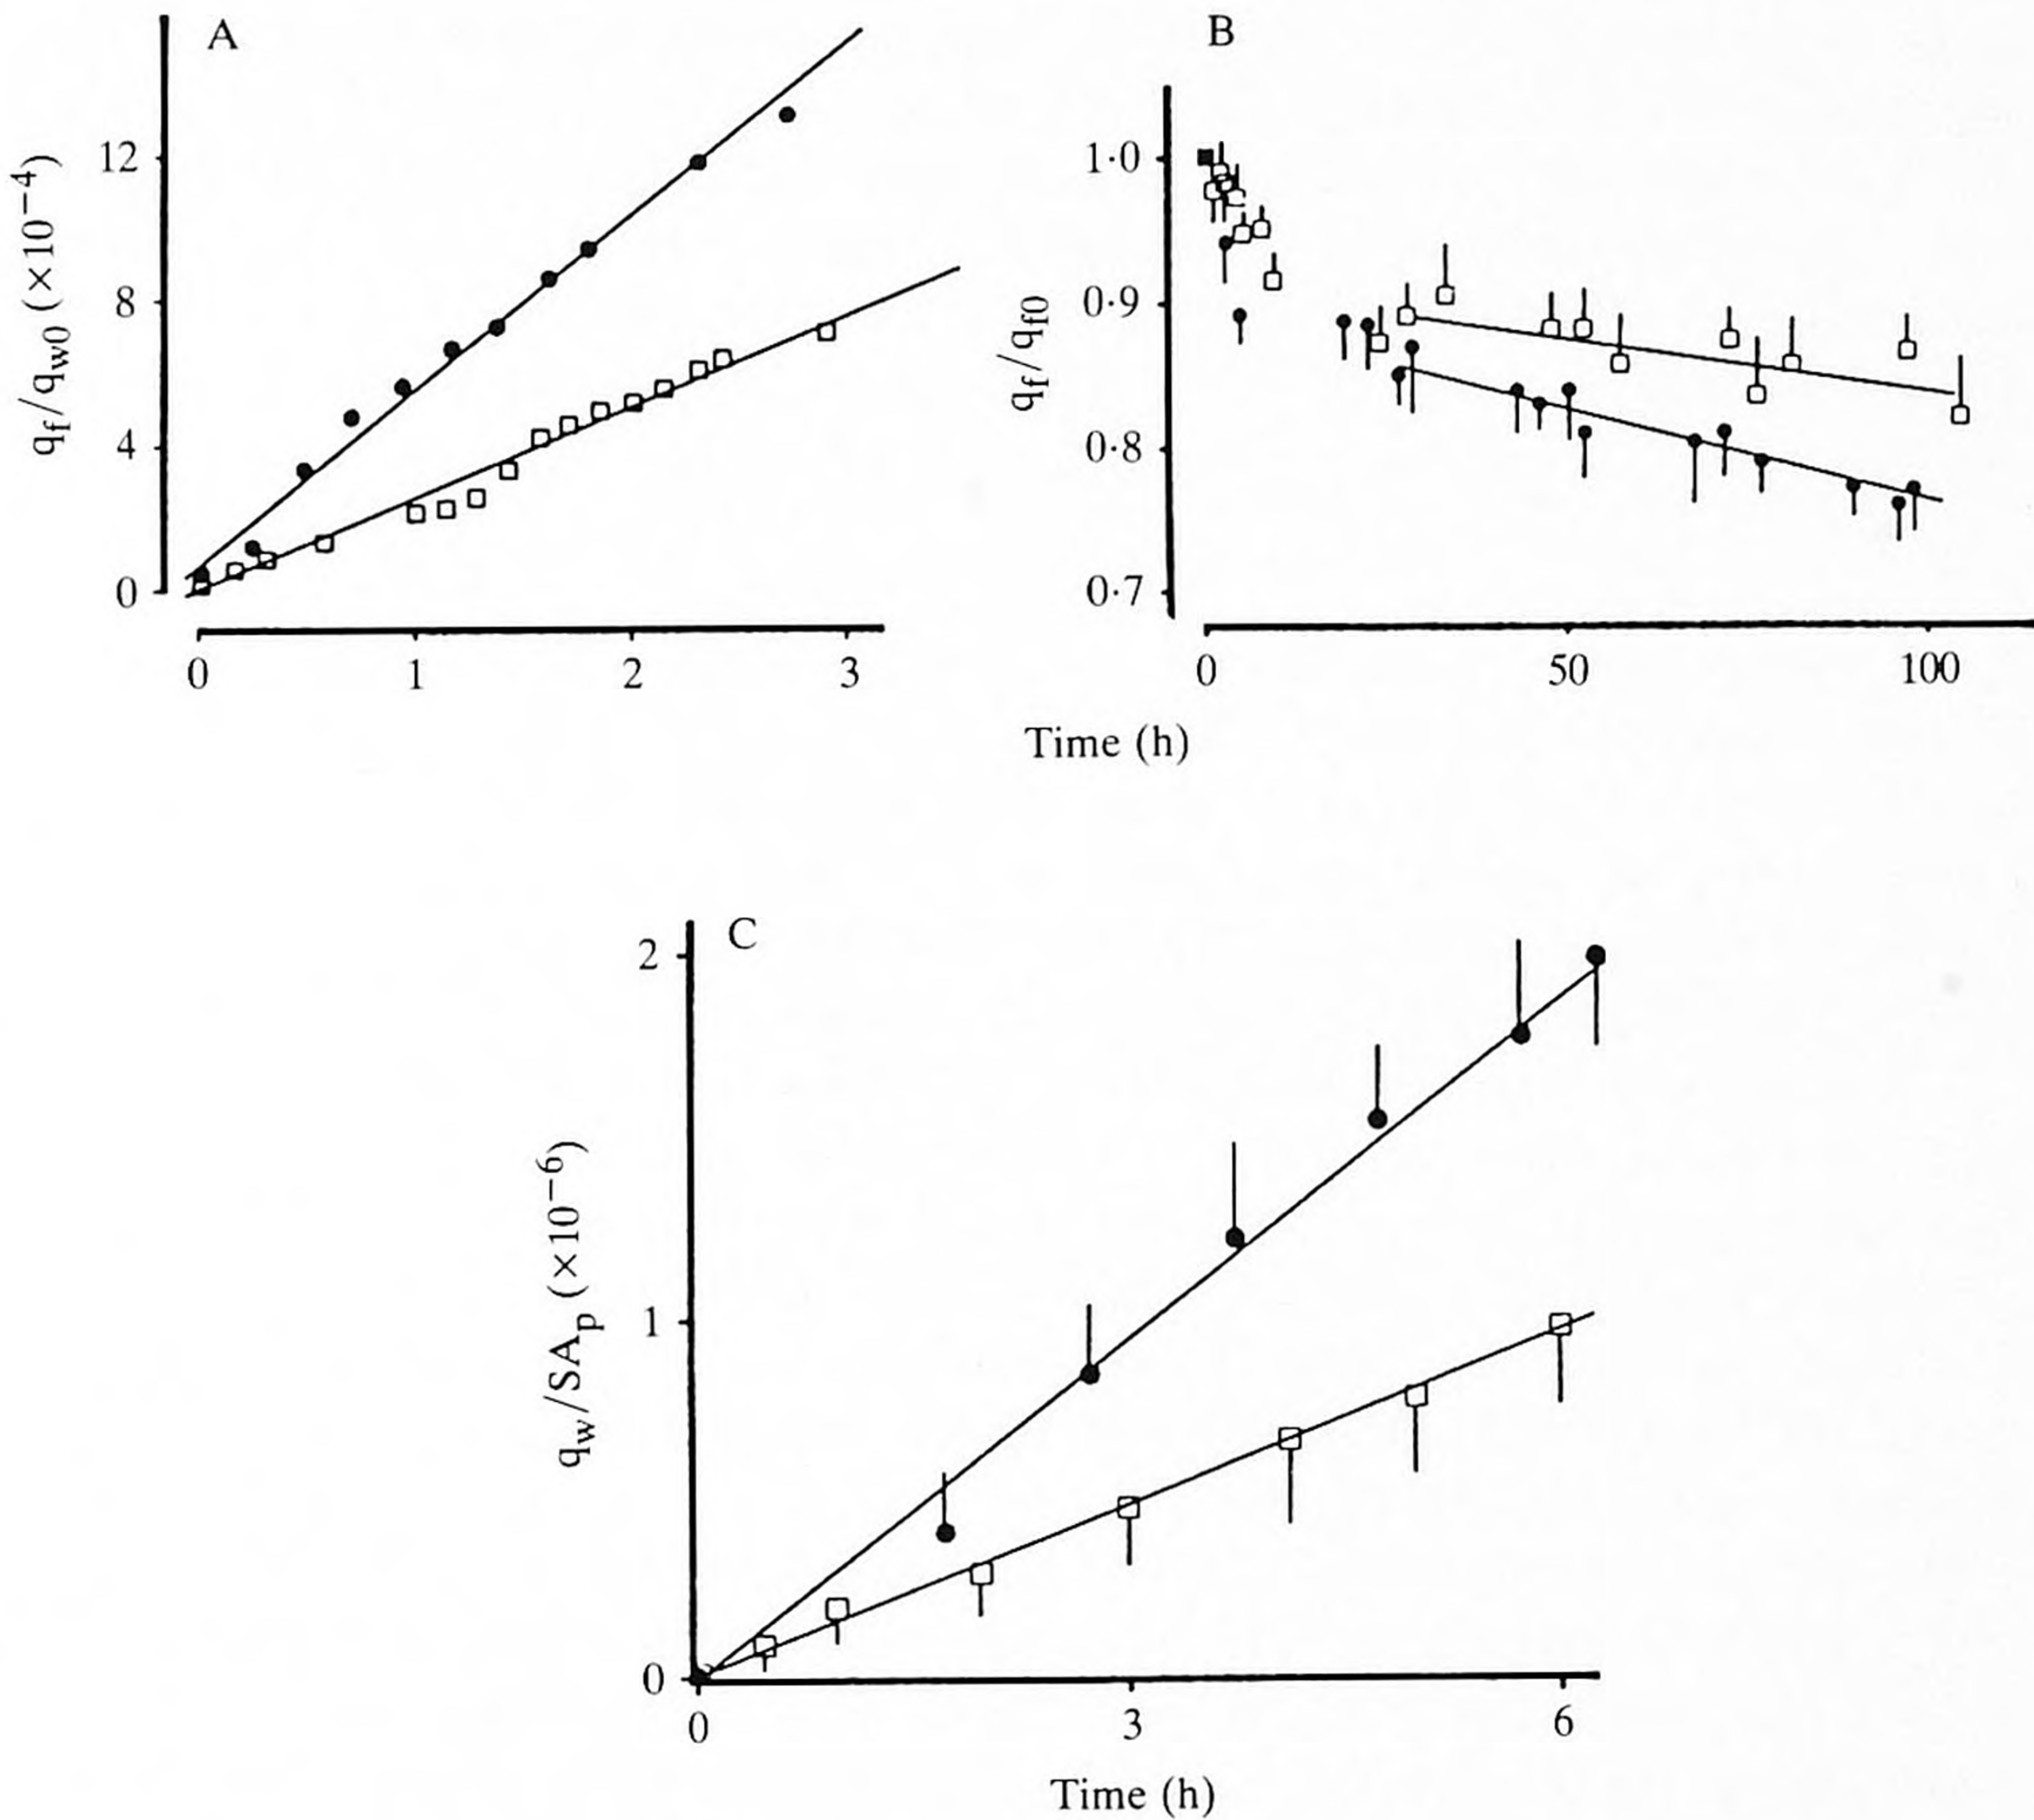 A
B
12
8
4
0
q_f/q_w0 (×10⁻⁴)
0 1 2 3
1·0
0·9
0·8
0·7
q_f/q_f0
0 50 100
Time (h)
C
2
1
0
q_w/SA_p (×10⁻⁶)
0 3 6
Time (h)